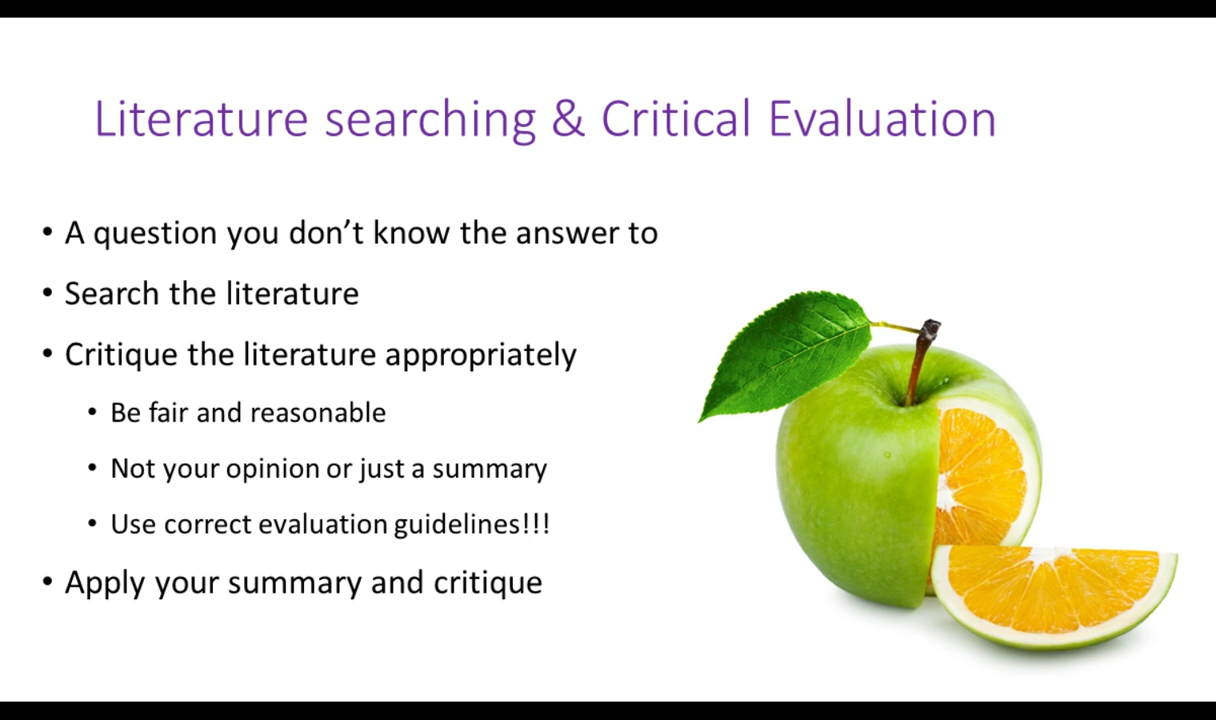 Literature searching & Critical Evaluation
• A question you don’t know the answer to
• Search the literature
• Critique the literature appropriately
• Be fair and reasonable
• Not your opinion or just a summary
• Use correct evaluation guidelines!!!
• Apply your summary and critique